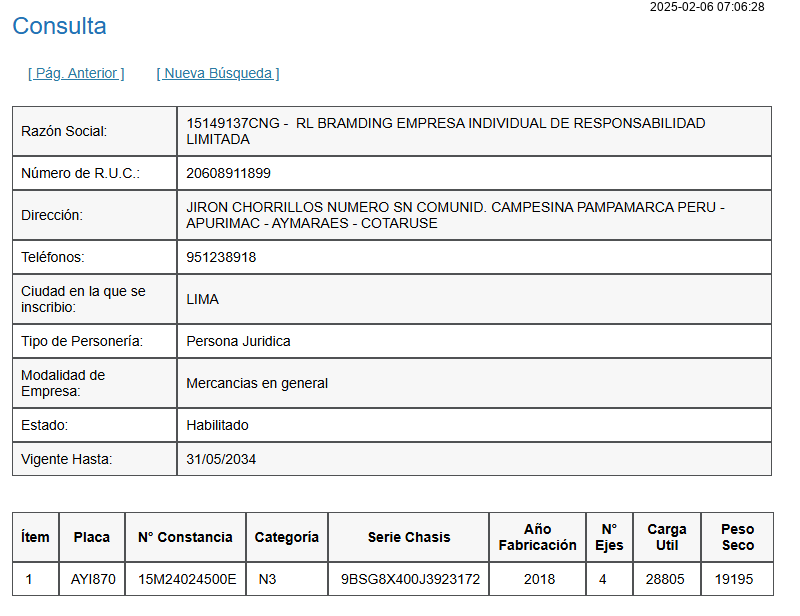 2025-02-06 07:06:28
Consulta
[ Pág. Anterior ] [ Nueva Búsqueda ]
Razón Social: 15149137CNG - RL BRAMDING EMPRESA INDIVIDUAL DE RESPONSABILIDAD
LIMITADA
Número de R.U.C.: 20608911899
Dirección: JIRON CHORRILLOS NUMERO SN COMUNID. CAMPESINA PAMPAMARCA PERU -
APURIMAC - AYMARAES - COTARUSE
Teléfonos: 951238918
Ciudad en la que se
inscribio: LIMA
Tipo de Personería: Persona Juridica
Modalidad de
Empresa: Mercancias en general
Estado: Habilitado
Vigente Hasta: 31/05/2034
Ítem Placa N° Constancia Categoría Serie Chasis Año Fabricación N° Ejes Carga Util Peso Seco
1 AYI870 15M24024500E N3 9BSG8X400J3923172 2018 4 28805 19195